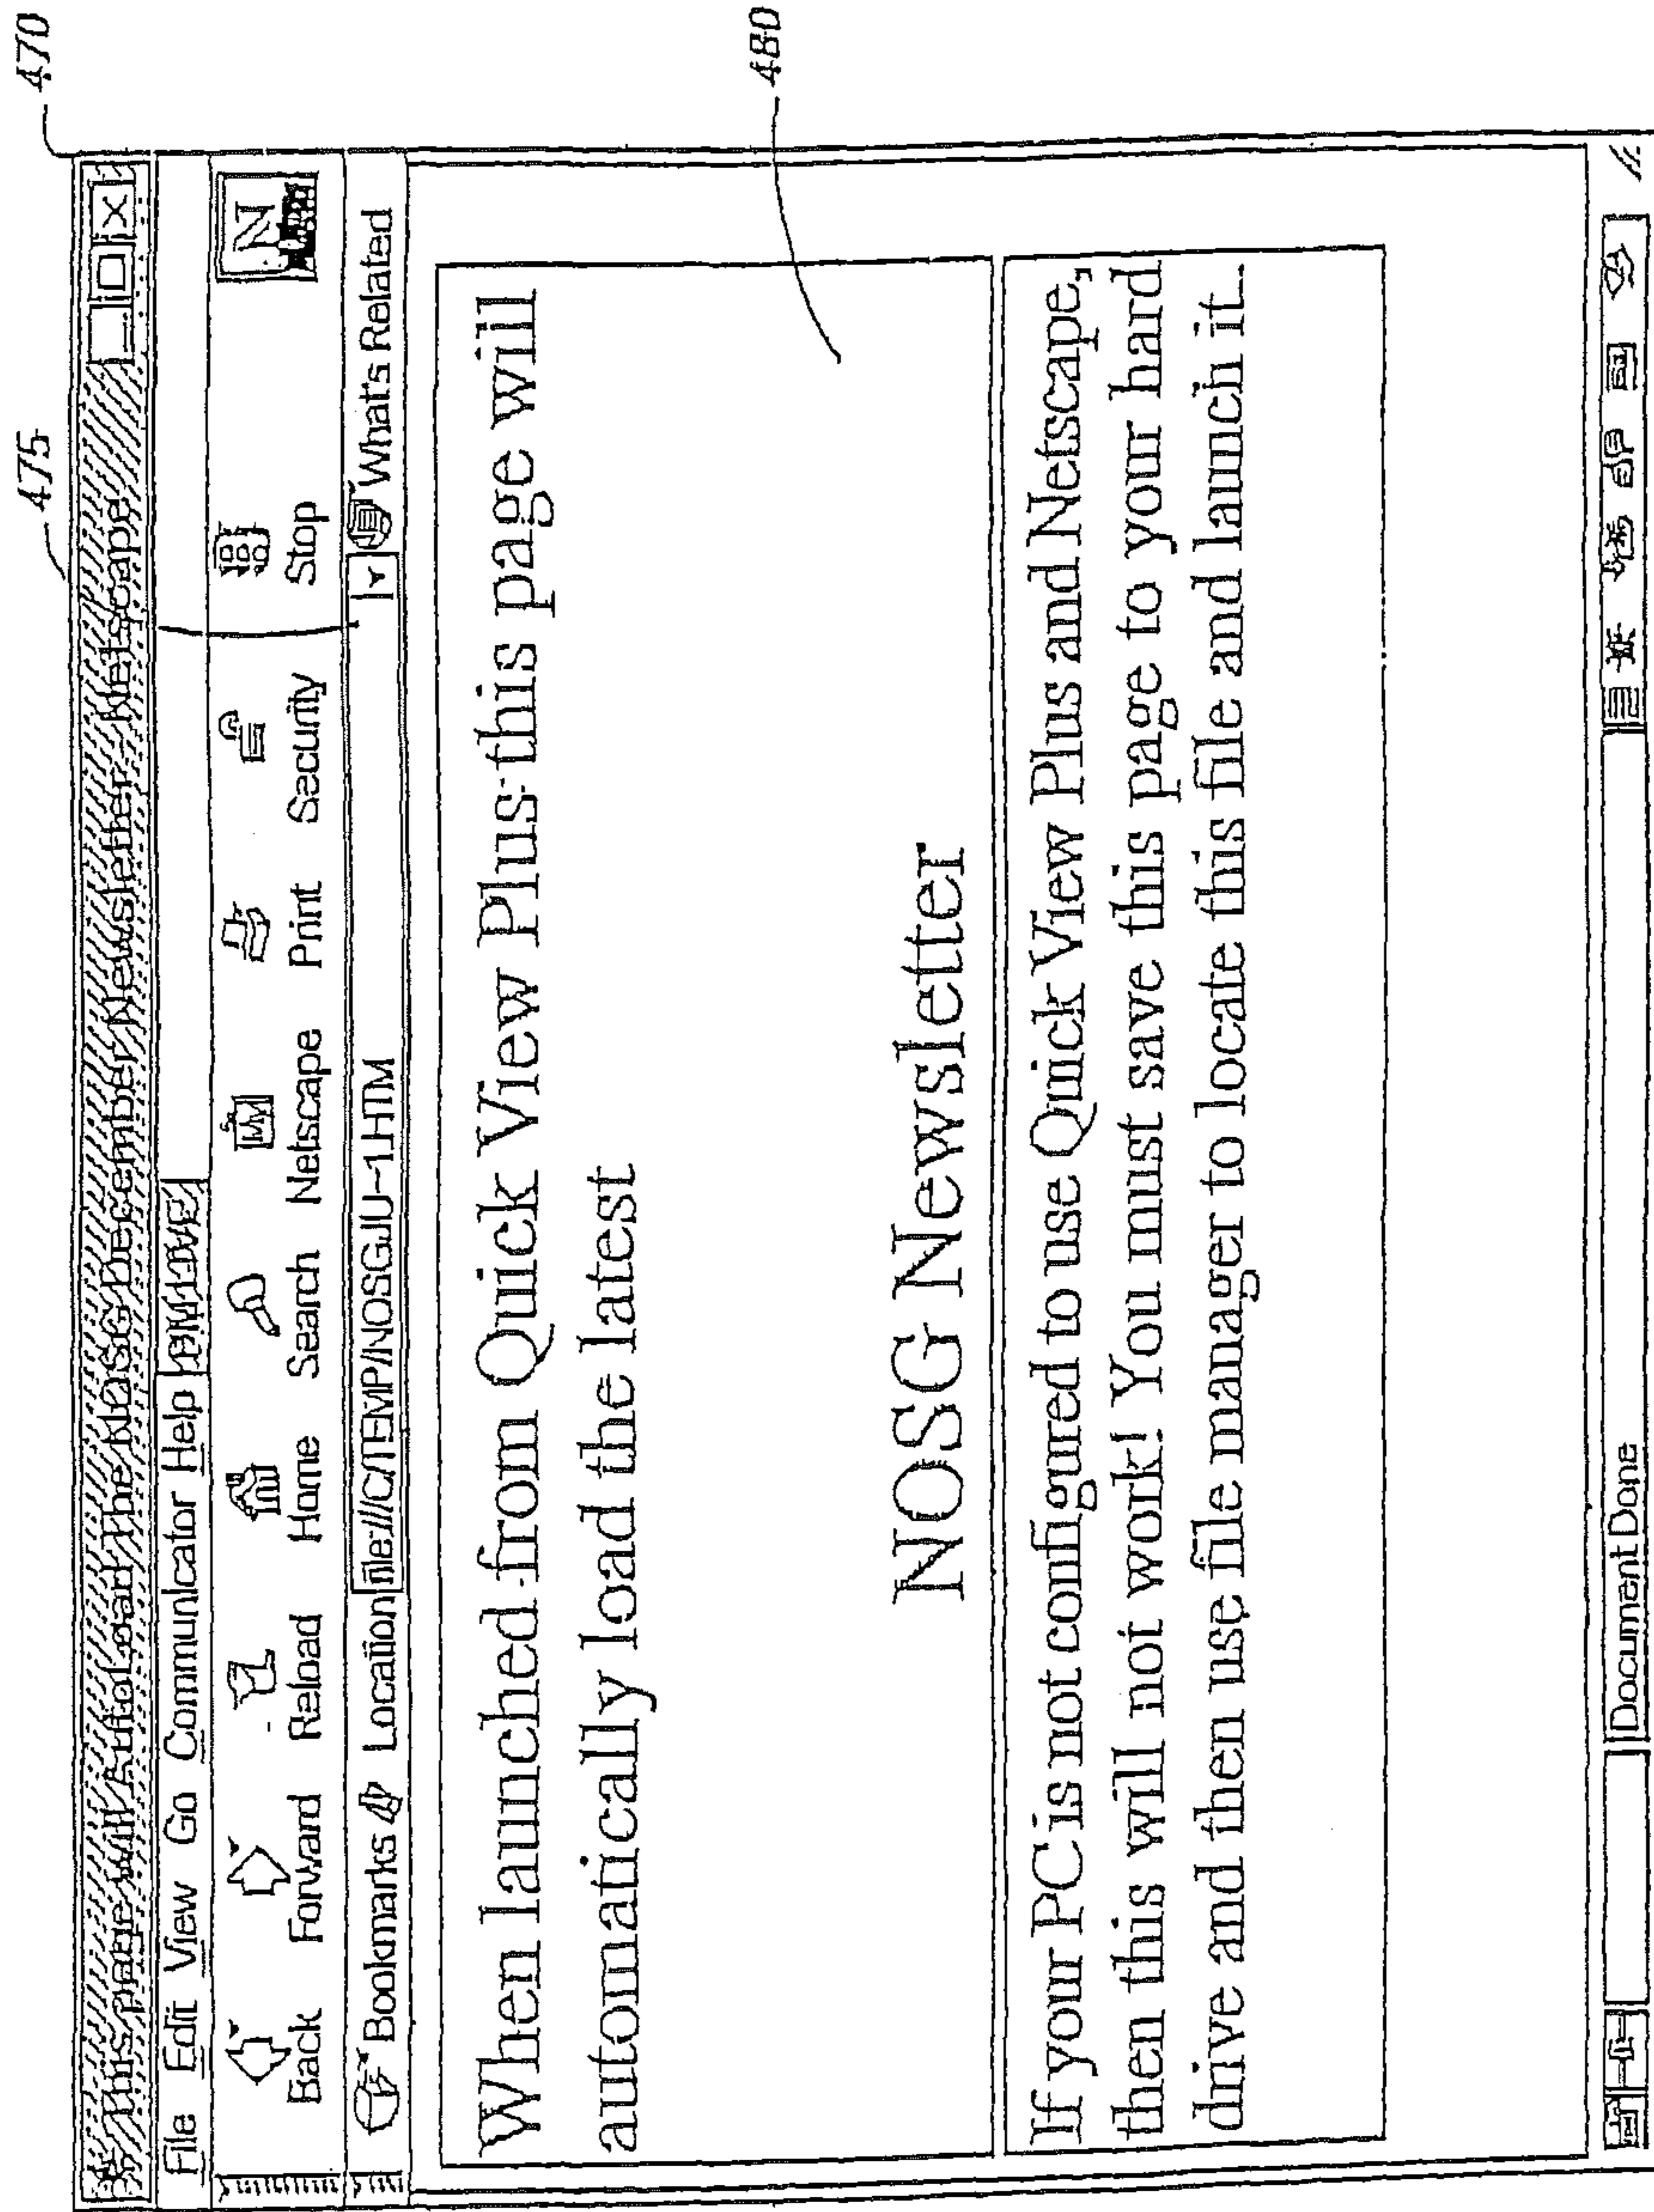 470
475
This page will AutoLoad the NOSG December Newsletter Netscape
File Edit View Go Communicator Help
Back Forward Reload Home Search Netscape Print Security Stop
N
Bookmarks Location file:///C/TEMP/NOSGJU~1.HTM What's Related
When launched from Quick View Plus this page will
automatically load the latest
480
NOSG Newsletter
If your PC is not configured to use Quick View Plus and Netscape,
then this will not work! You must save this page to your hard
drive and then use file manager to locate this file and launch it.
Document Done